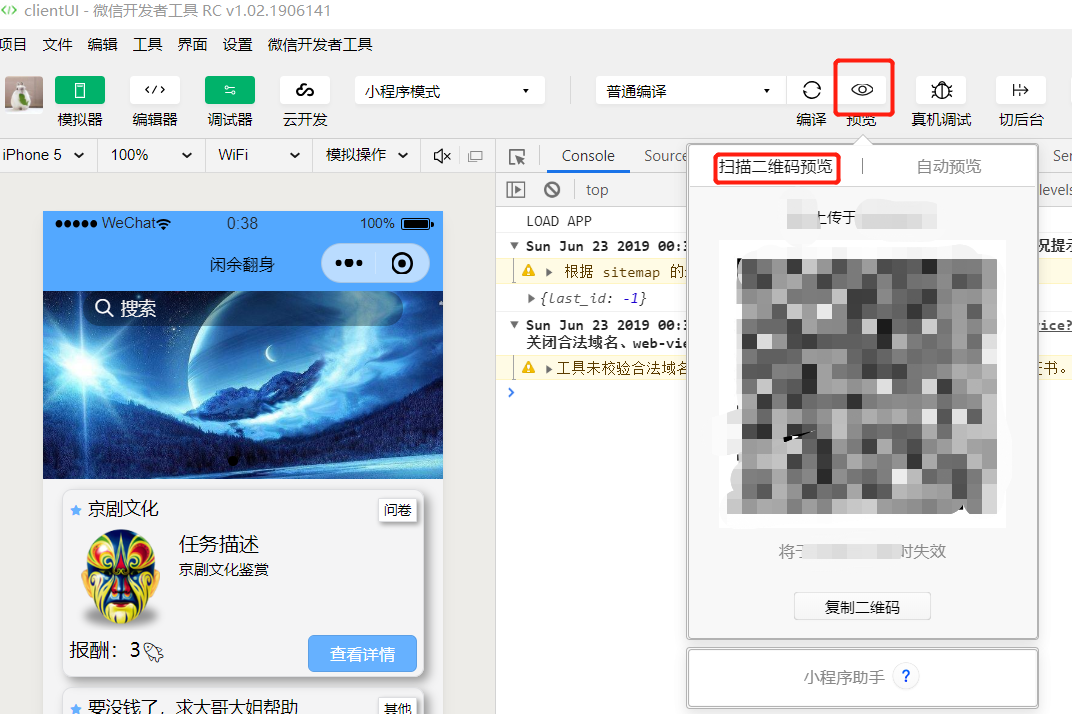 clientUI - 微信开发者工具 RC v1.02.1906141
项目 文件 编辑 工具 界面 设置 微信开发者工具
小程序模式
普通编译
模拟器 编辑器 调试器 云开发
编译 预览 真机调试 切后台
iPhone 5 100% WiFi 模拟操作
Console Source
top
levels
扫描二维码预览 自动预览
上传于
将于 时失效
复制二维码
小程序助手 ?
WeChat 0:38 100%
闲余翻身
搜索
京剧文化 问卷
任务描述
京剧文化鉴赏
报酬：3
查看详情
要没钱了，求大哥大姐帮助 其他
LOAD APP
Sun Jun 23 2019 00:3 况提示
根据 sitemap 的
{last_id: -1}
Sun Jun 23 2019 00:3 vice?
关闭合法域名、web-vie
工具未校验合法域名 证书。